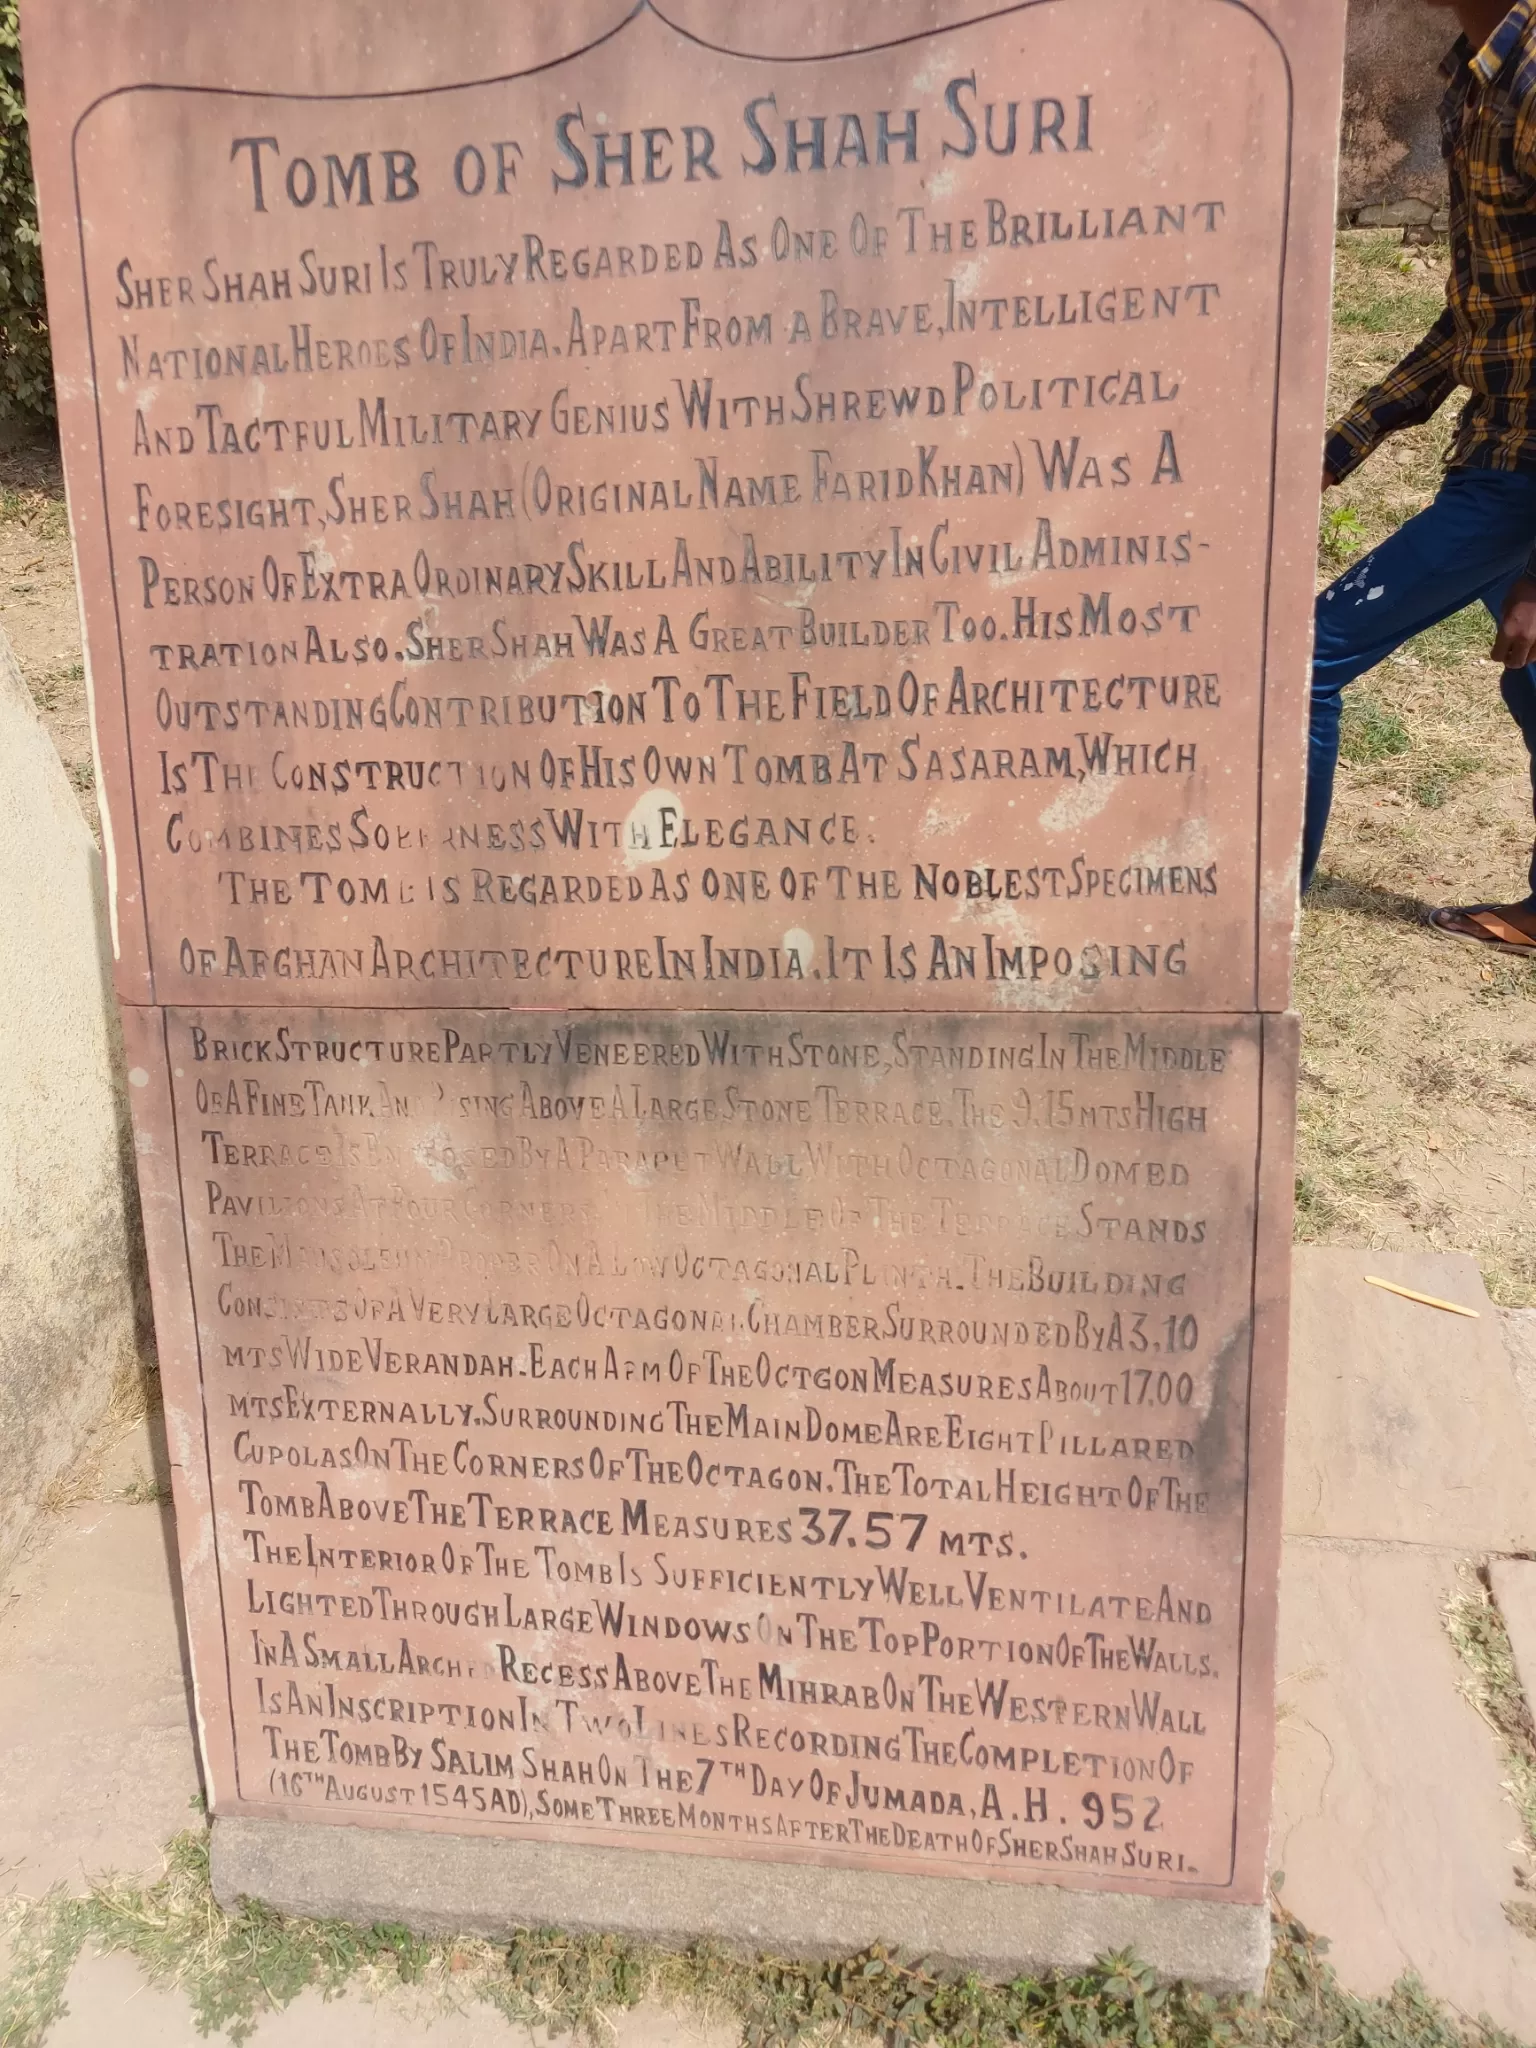 TOMB OF SHER SHAH SURI
SHER SHAH SURI IS TRULY REGARDED AS ONE OF THE BRILLIANT
NATIONAL HEROES OF INDIA. APART FROM A BRAVE, INTELLIGENT
AND TACTFUL MILITARY GENIUS WITH SHREWD POLITICAL
FORESIGHT, SHER SHAH (ORIGINAL NAME FARID KHAN) WAS A
PERSON OF EXTRA ORDINARY SKILL AND ABILITY IN CIVIL ADMINIS-
TRATION ALSO. SHER SHAH WAS A GREAT BUILDER TOO. HIS MOST
OUTSTANDING CONTRIBUTION TO THE FIELD OF ARCHITECTURE
IS THE CONSTRUCTION OF HIS OWN TOMB AT SASARAM, WHICH
COMBINES SOBERNESS WITH ELEGANCE.
THE TOMB IS REGARDED AS ONE OF THE NOBLEST SPECIMENS
OF AFGHAN ARCHITECTURE IN INDIA. IT IS AN IMPOSING
BRICK STRUCTURE PARTLY VENEERED WITH STONE, STANDING IN THE MIDDLE
OF A FINE TANK AND RISING ABOVE A LARGE STONE TERRACE. THE 9.15 MTS HIGH
TERRACE IS BY A PARAPET WALL WITH OCTAGONAL DOMED
PAVILIONS AT FOUR CORNERS THE MIDDLE OF THE TERRACE STANDS
THE MAUSOLEUM PROPER ON A LOW OCTAGONAL PLINTH. THE BUILDING
CONSISTS OF A VERY LARGE OCTAGONAL CHAMBER SURROUNDED BY A 3.10
MTS WIDE VERANDAH. EACH ARM OF THE OCTGON MEASURES ABOUT 17.00
MTS EXTERNALLY. SURROUNDING THE MAIN DOME ARE EIGHT PILLARED
CUPOLAS ON THE CORNERS OF THE OCTAGON. THE TOTAL HEIGHT OF THE
TOMB ABOVE THE TERRACE MEASURES 37.57 MTS.
THE INTERIOR OF THE TOMB IS SUFFICIENTLY WELL VENTILATE AND
LIGHTED THROUGH LARGE WINDOWS ON THE TOP PORTION OF THE WALLS.
IN A SMALL ARCHED RECESS ABOVE THE MIHRAB ON THE WESTERN WALL
IS AN INSCRIPTION IN TWO LINES RECORDING THE COMPLETION OF
THE TOMB BY SALIM SHAH ON THE 7TH DAY OF JUMADA, A.H. 952
(16TH AUGUST 1545 AD), SOME THREE MONTHS AFTER THE DEATH OF SHER SHAH SURI.